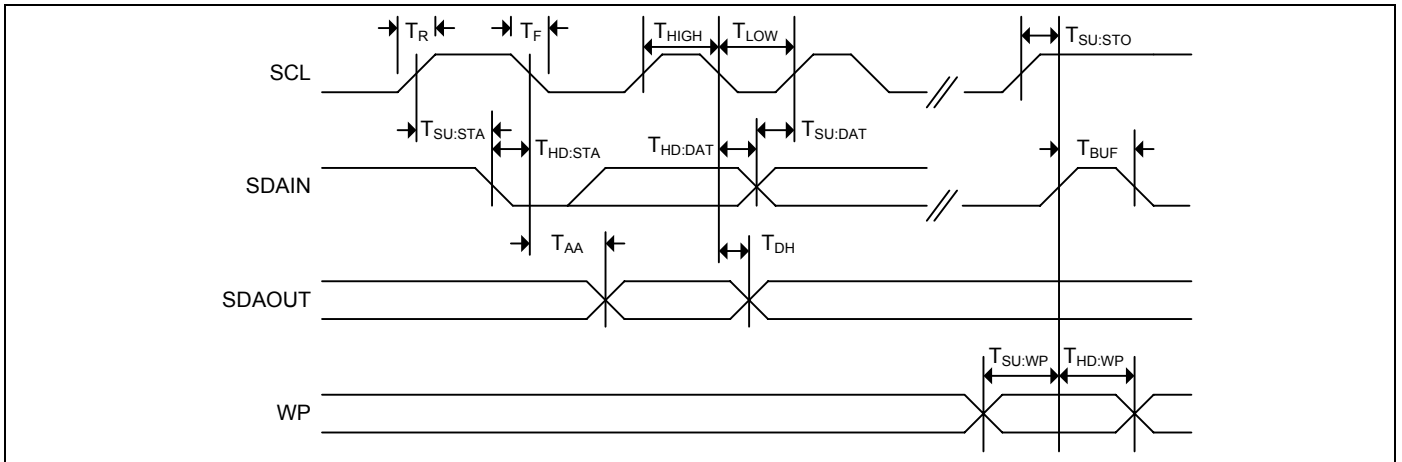 TR TF THIGH TLOW TSU:STO
SCL
TSU:STA THD:STA THD:DAT TSU:DAT TBUF
SDAIN
TAA TDH
SDAOUT
TSU:WP THD:WP
WP